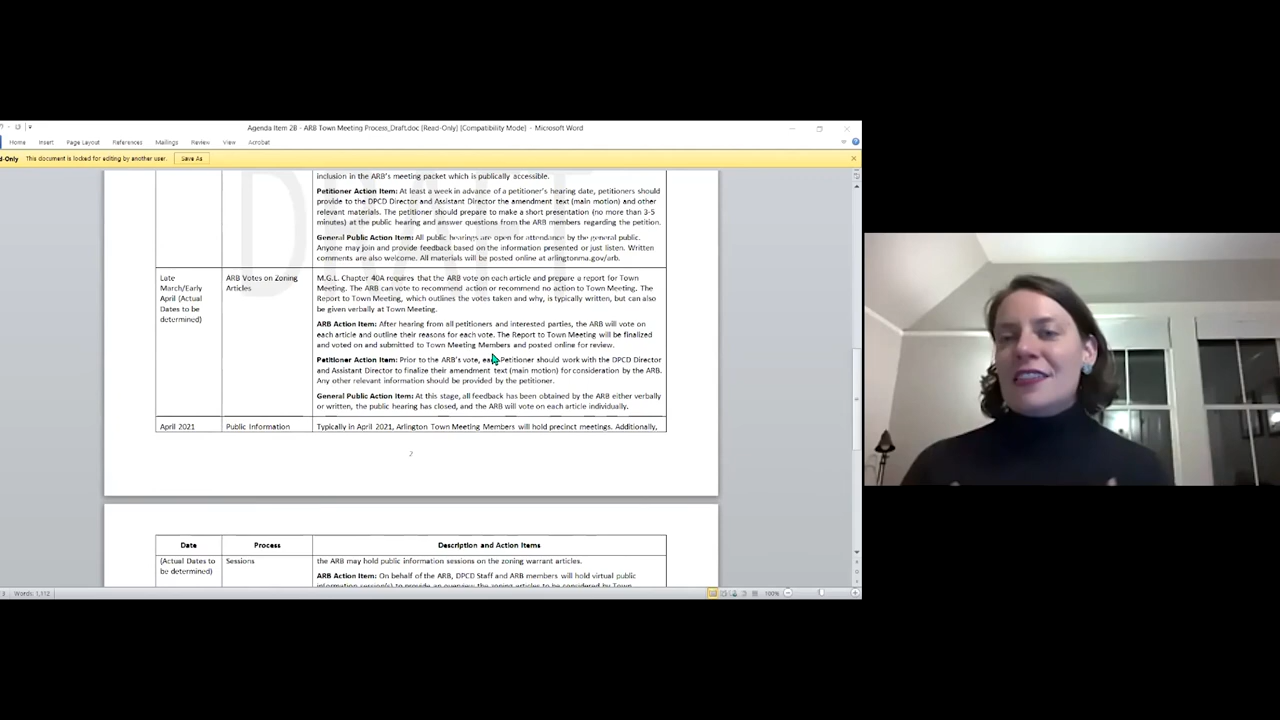 Agenda Item 2B - ARB Town Meeting Process_Draft.doc [Read-Only] [Compatibility Mode] - Microsoft Word
Home Insert Page Layout References Mailings Review View Acrobat
d-Only This document is locked for editing by another user. Save As
inclusion in the ARB's meeting packet which is publically accessible.
Petitioner Action Item: At least a week in advance of a petitioner's hearing date, petitioners should
provide to the DPCD Director and Assistant Director the amendment text (main motion) and other
relevant materials. The petitioner should prepare to make a short presentation (no more than 3-5
minutes) at the public hearing and answer questions from the ARB members regarding the petition.
General Public Action Item: All public hearings are open for attendance by the general public.
Anyone may join and provide feedback based on the information presented or just listen. Written
comments are also welcome. All materials will be posted online at arlingtonma.gov/arb.
Late
March/Early
April (Actual
Dates to be
determined)
ARB Votes on Zoning
Articles
M.G.L. Chapter 40A requires that the ARB vote on each article and prepare a report for Town
Meeting. The ARB can vote to recommend action or recommend no action to Town Meeting. The
Report to Town Meeting, which outlines the votes taken and why, is typically written, but can also
be given verbally at Town Meeting.
ARB Action Item: After hearing from all petitioners and interested parties, the ARB will vote on
each article and outline their reasons for each vote. The Report to Town Meeting will be finalized
and voted on and submitted to Town Meeting Members and posted online for review.
Petitioner Action Item: Prior to the ARB's vote, each Petitioner should work with the DPCD Director
and Assistant Director to finalize their amendment text (main motion) for consideration by the ARB.
Any other relevant information should be provided by the petitioner.
General Public Action Item: At this stage, all feedback has been obtained by the ARB either verbally
or written, the public hearing has closed, and the ARB will vote on each article individually.
April 2021
Public Information
Typically in April 2021, Arlington Town Meeting Members will hold precinct meetings. Additionally,
7
Date Process Description and Action Items
(Actual Dates to
be determined)
Sessions
the ARB may hold public information sessions on the zoning warrant articles.
ARB Action Item: On behalf of the ARB, DPCD Staff and ARB members will hold virtual public
information session(s) to provide an overview the zoning articles to be considered by Town
Words: 1,112
100%
DRAFT